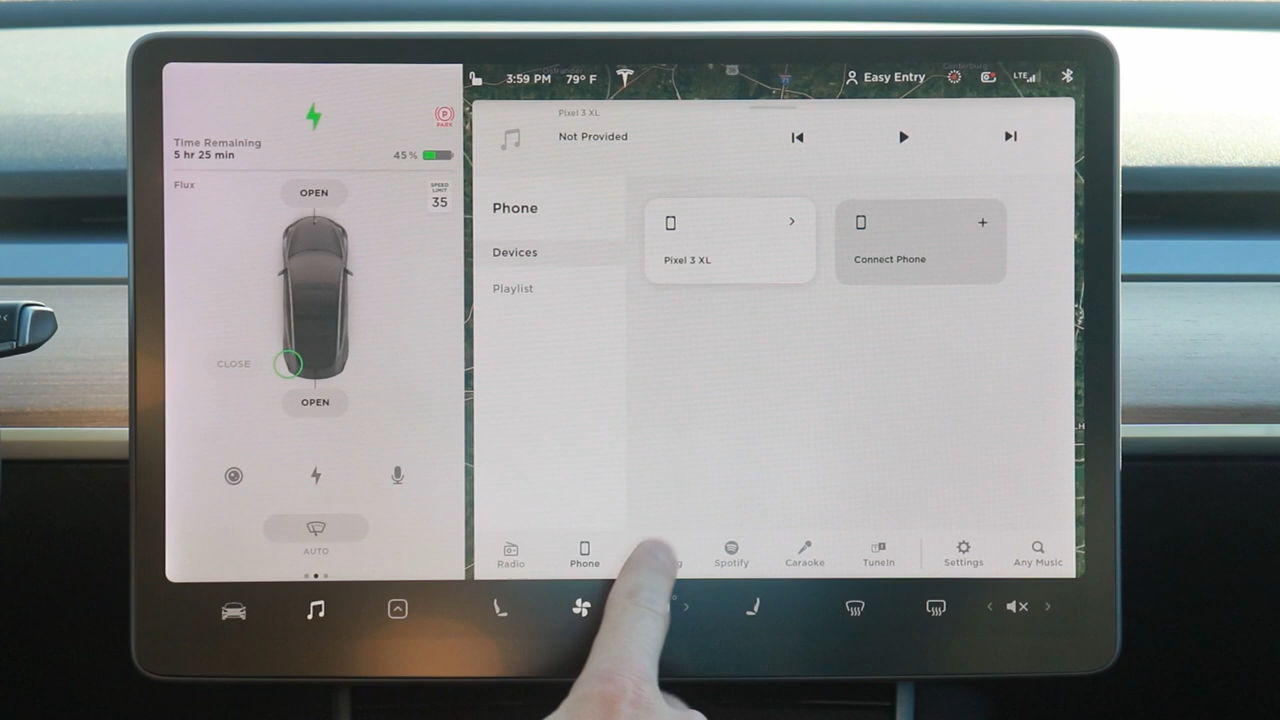 3:59 PM 79° F
Easy Entry
LTE
P
PARK
Time Remaining
5 hr 25 min
45 %
Flux
SPEED
LIMIT
35
OPEN
CLOSE
OPEN
AUTO
Pixel 3 XL
Not Provided
Phone
Devices
Playlist
Pixel 3 XL
Connect Phone
Radio
Phone
Spotify
Caraoke
TuneIn
Settings
Any Music